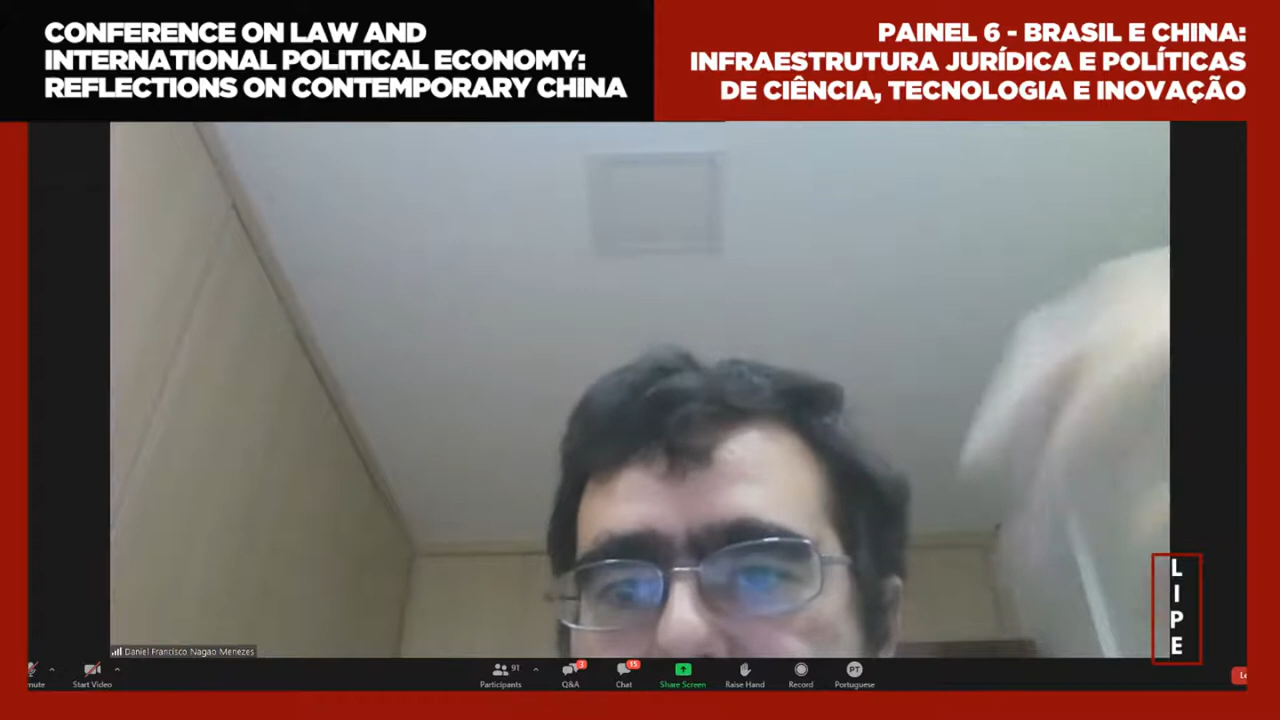 CONFERENCE ON LAW AND
INTERNATIONAL POLITICAL ECONOMY:
REFLECTIONS ON CONTEMPORARY CHINA
PAINEL 6 - BRASIL E CHINA:
INFRAESTRUTURA JURÍDICA E POLÍTICAS
DE CIÊNCIA, TECNOLOGIA E INOVAÇÃO
L
I
P
E
Daniel Francisco Nagao Menezes
91
3
15
PT
Start Video
Participants
Q&A
Chat
Share Screen
Raise Hand
Record
Portuguese